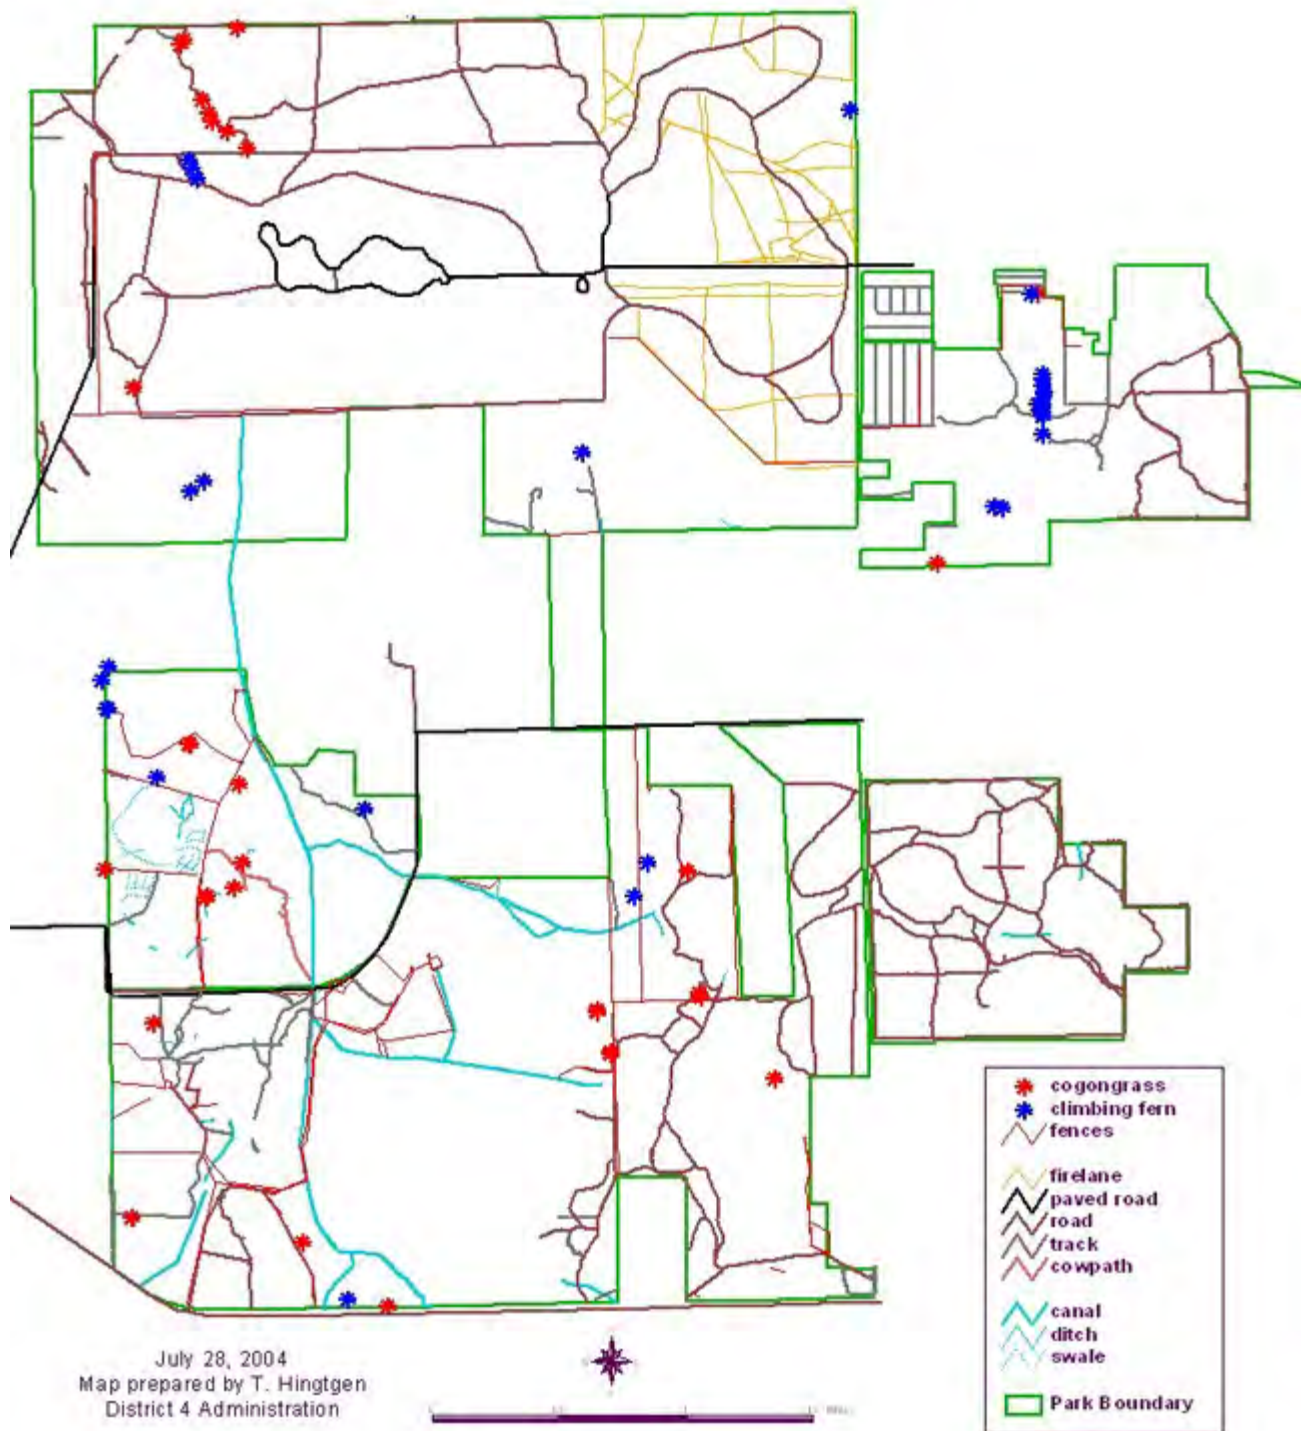 cogongrass
climbing fern
fences
firelane
paved road
road
track
cowpath
canal
ditch
swale
Park Boundary
July 28, 2004
Map prepared by T. Hingtgen
District 4 Administration